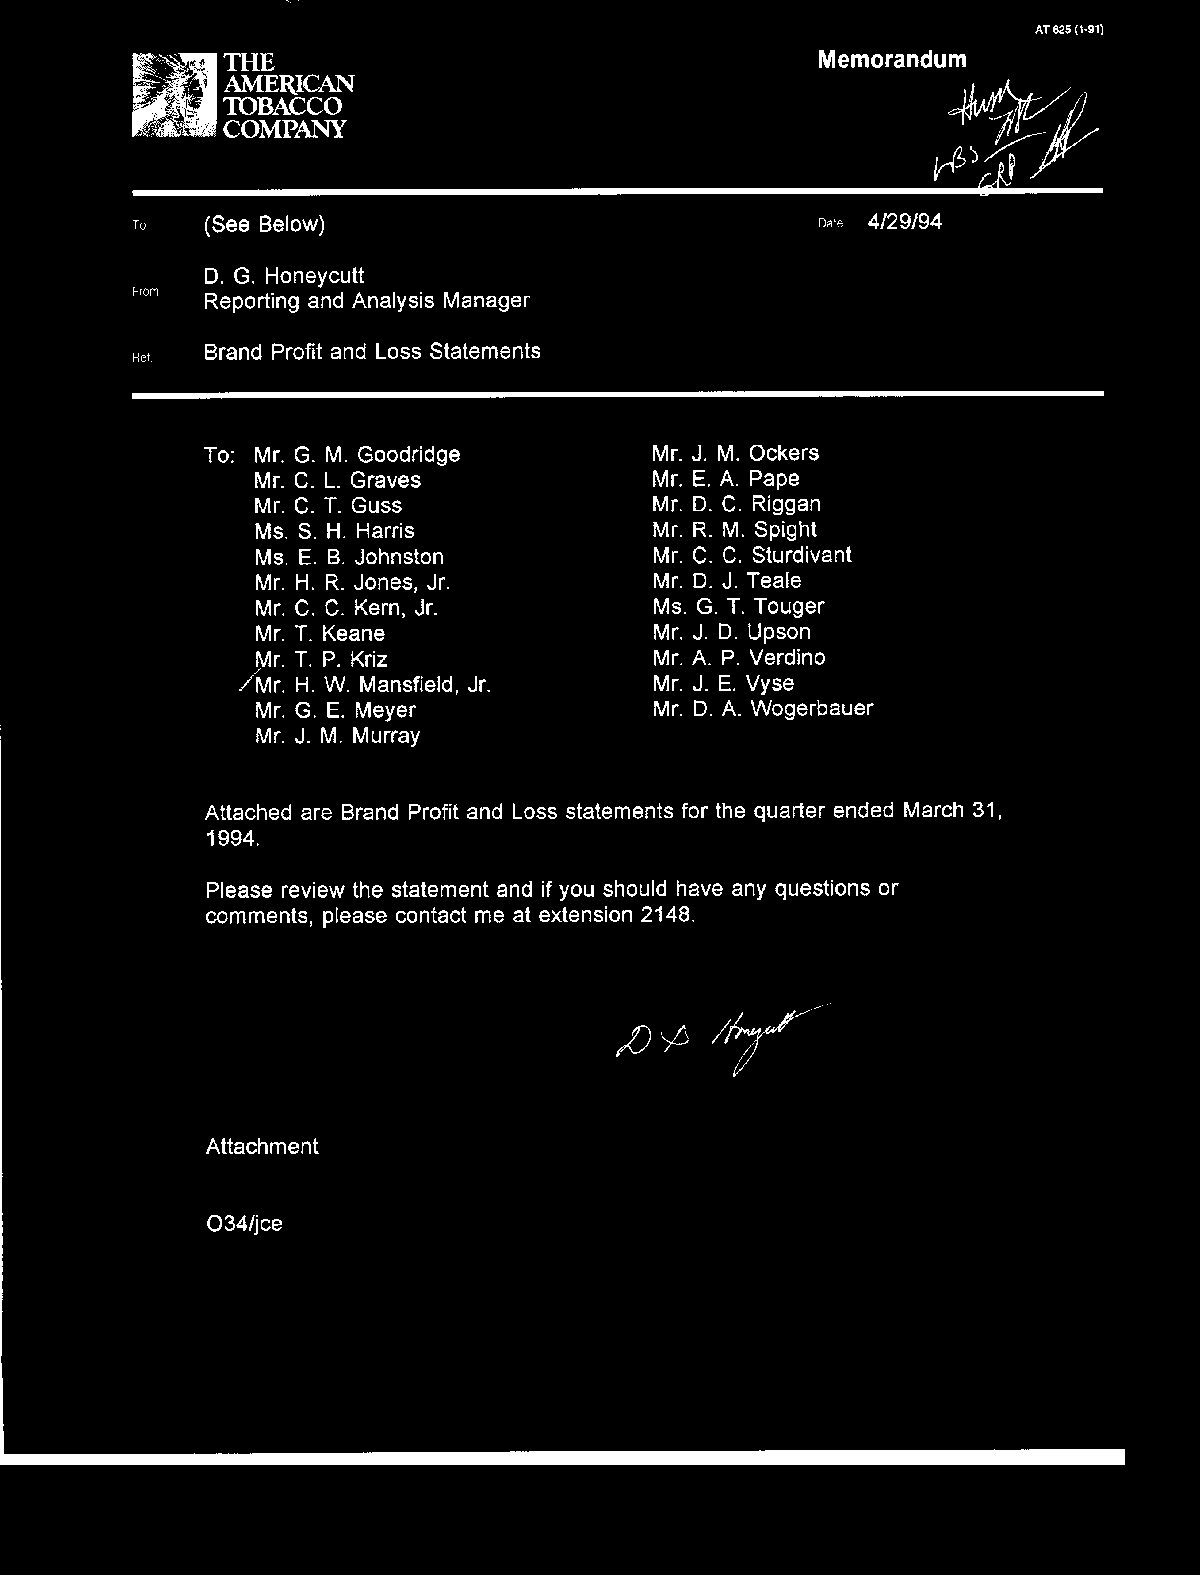 AT 625 (1-91)
THE
AMERICAN
TOBACCO
COMPANY
Memorandum
HWM
LBS
GRP
To (See Below)
Date 4/29/94
From D. G. Honeycutt
Reporting and Analysis Manager
Ref. Brand Profit and Loss Statements
To: Mr. G. M. Goodridge
Mr. C. L. Graves
Mr. C. T. Guss
Ms. S. H. Harris
Ms. E. B. Johnston
Mr. H. R. Jones, Jr.
Mr. C. C. Kern, Jr.
Mr. T. Keane
Mr. T. P. Kriz
Mr. H. W. Mansfield, Jr.
Mr. G. E. Meyer
Mr. J. M. Murray
Mr. J. M. Ockers
Mr. E. A. Pape
Mr. D. C. Riggan
Mr. R. M. Spight
Mr. C. C. Sturdivant
Mr. D. J. Teale
Ms. G. T. Touger
Mr. J. D. Upson
Mr. A. P. Verdino
Mr. J. E. Vyse
Mr. D. A. Wogerbauer
Attached are Brand Profit and Loss statements for the quarter ended March 31,
1994.
Please review the statement and if you should have any questions or
comments, please contact me at extension 2148.
D G Honeycutt
Attachment
O34/jce